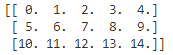 [[ 0. 1. 2. 3. 4.]
[ 5. 6. 7. 8. 9.]
[10. 11. 12. 13. 14.]]